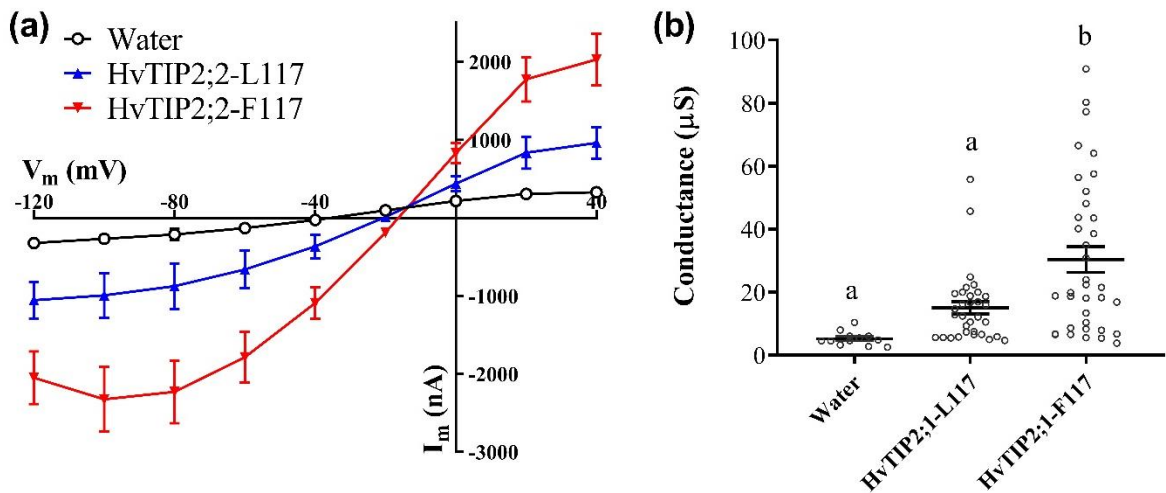 (a)
Water
HvTIP2;2-L117
HvTIP2;2-F117
V_m (mV)
-120
-80
-40
40
2000
1000
-1000
-2000
-3000
I_m (nA)
(b)
100
80
60
40
20
0
Conductance (μS)
a
a
b
Water
HvTIP2;1-L117
HvTIP2;1-F117